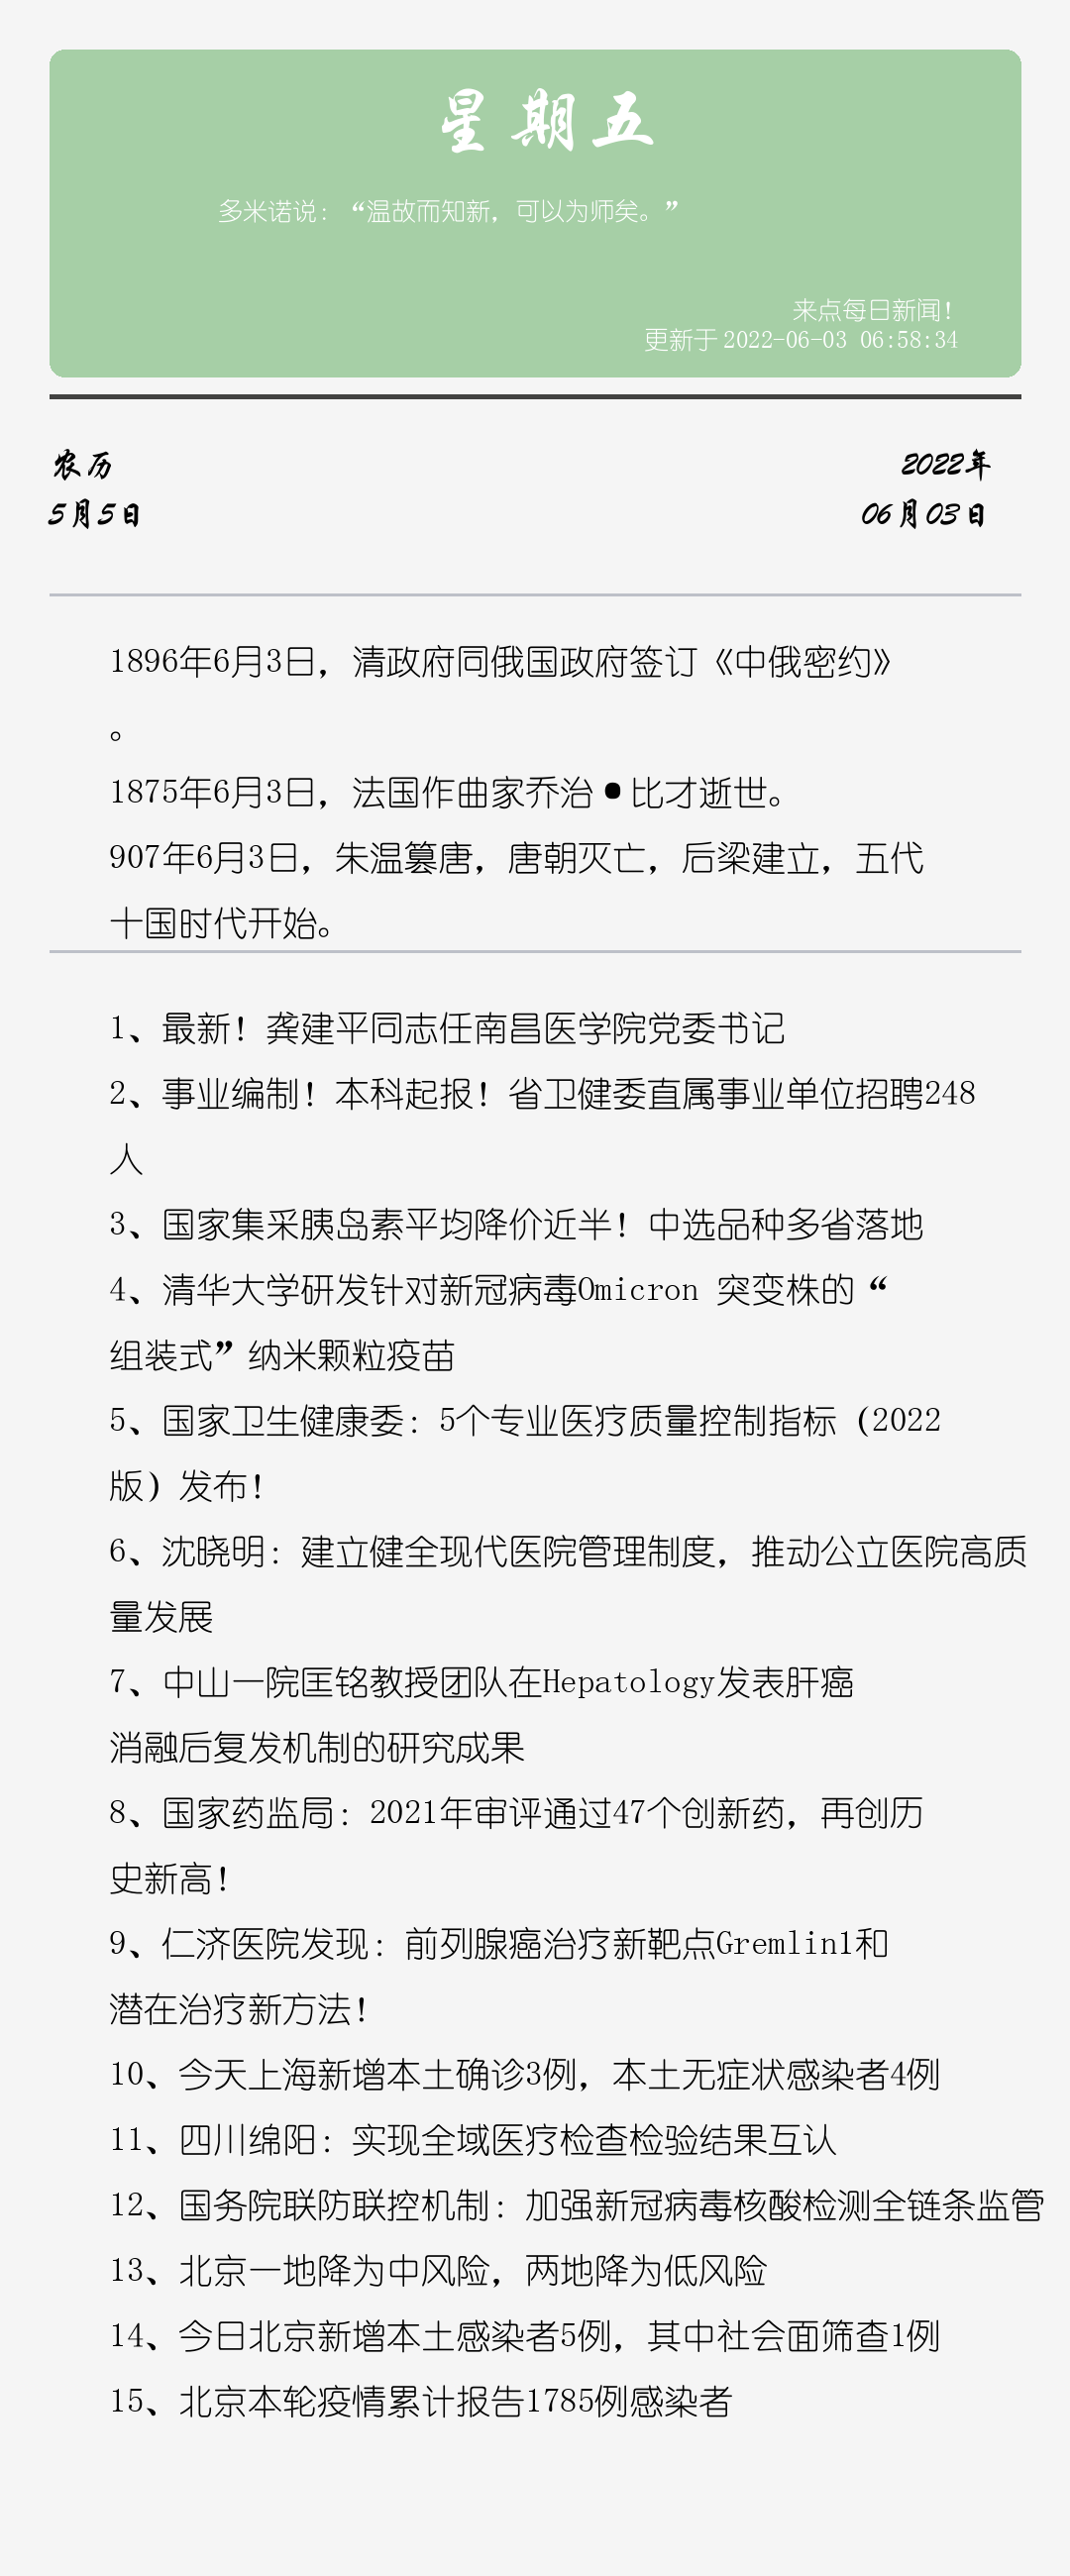 星期五
多米诺说：“温故而知新，可以为师矣。”
来点每日新闻！
更新于 2022-06-03 06:58:34
农历
2022年
5月5日
06月03日
1896年6月3日，清政府同俄国政府签订《中俄密约》
。
1875年6月3日，法国作曲家乔治•比才逝世。
907年6月3日，朱温篡唐，唐朝灭亡，后梁建立，五代
十国时代开始。
1、最新！龚建平同志任南昌医学院党委书记
2、事业编制！本科起报！省卫健委直属事业单位招聘248
人
3、国家集采胰岛素平均降价近半！中选品种多省落地
4、清华大学研发针对新冠病毒Omicron 突变株的“
组装式”纳米颗粒疫苗
5、国家卫生健康委：5个专业医疗质量控制指标（2022
版）发布！
6、沈晓明：建立健全现代医院管理制度，推动公立医院高质
量发展
7、中山一院匡铭教授团队在Hepatology发表肝癌
消融后复发机制的研究成果
8、国家药监局：2021年审评通过47个创新药，再创历
史新高！
9、仁济医院发现：前列腺癌治疗新靶点Gremlin1和
潜在治疗新方法！
10、今天上海新增本土确诊3例，本土无症状感染者4例
11、四川绵阳：实现全域医疗检查检验结果互认
12、国务院联防联控机制：加强新冠病毒核酸检测全链条监管
13、北京一地降为中风险，两地降为低风险
14、今日北京新增本土感染者5例，其中社会面筛查1例
15、北京本轮疫情累计报告1785例感染者